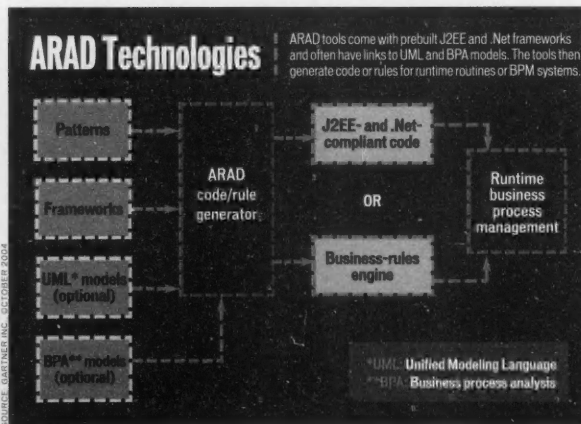 ARAD Technologies
ARAD tools come with prebuilt J2EE and .Net frameworks
and often have links to UML and BPA models. The tools then
generate code or rules for runtime routines or BPM systems.
Patterns
Frameworks
UML* models
(optional)
BPA** models
(optional)
ARAD
code/rule
generator
J2EE- and .Net-
compliant code
OR
Business-rules
engine
Runtime
business
process
management
*UML: Unified Modeling Language
**BPA: Business process analysis
SOURCE: GARTNER INC., OCTOBER 2004